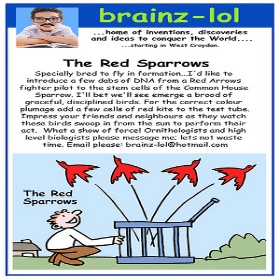 brainz-lol
...home of Inventions, discoveries
and ideas to conquer the World....
....starting in West Croydon.
The Red Sparrows
Specially bred to fly in formation...I'd like to
introduce a few dabs of DNA from a Red Arrows
fighter pilot to the stem cells of the Common House
Sparrow. I'll bet we'll see emerge a brood of
graceful, disciplined birds. For the correct colour
plumage add a few cells of red kite to the test tube.
Impress your friends and neighbours as they watch
these birds swoop in from the sun to perform their
act. What a show of force! Ornithologists and high
level biologists please message me; lets not waste
time. Email please: brainz-lol@hotmail.com
The Red
Sparrows